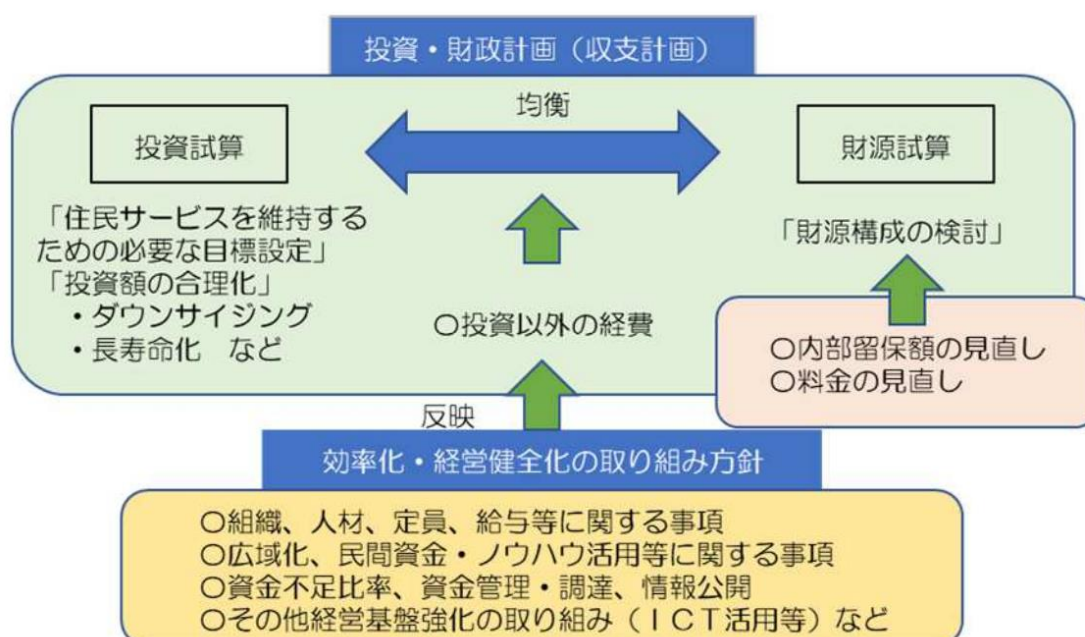 投資・財政計画（収支計画）
均衡
投資試算
財源試算
「住民サービスを維持する
ための必要な目標設定」
「投資額の合理化」
・ダウンサイジング
・長寿命化　など
「財源構成の検討」
〇投資以外の経費
〇内部留保額の見直し
〇料金の見直し
反映
効率化・経営健全化の取り組み方針
〇組織、人材、定員、給与等に関する事項
〇広域化、民間資金・ノウハウ活用等に関する事項
〇資金不足比率、資金管理・調達、情報公開
〇その他経営基盤強化の取り組み（ＩＣＴ活用等）など